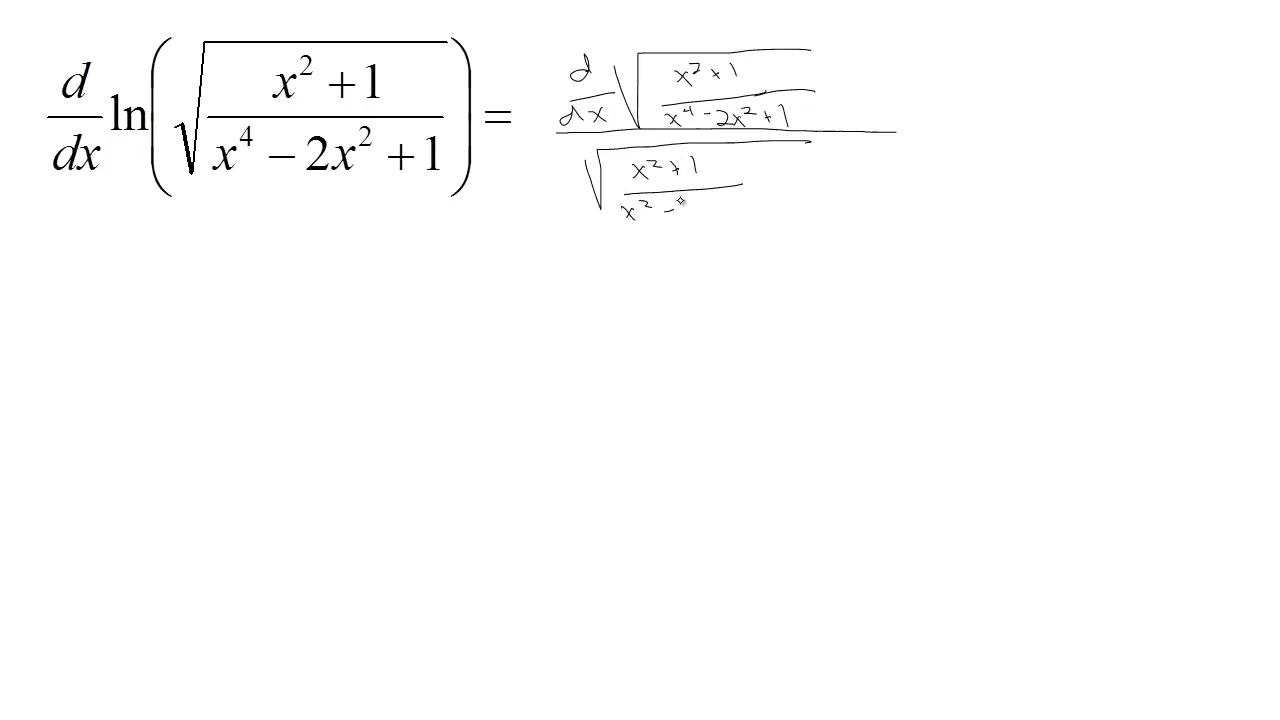 d/dx ln(√((x² + 1)/(x⁴ − 2x² + 1))) = (d/dx √((x² + 1)/(x⁴ − 2x² + 1)))/(√((x² + 1)/(x² −